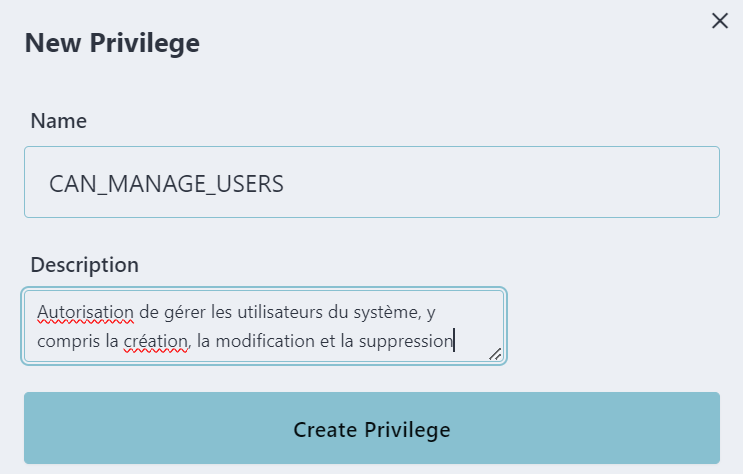 New Privilege
Name
CAN_MANAGE_USERS
Description
Autorisation de gérer les utilisateurs du système, y
compris la création, la modification et la suppression
Create Privilege